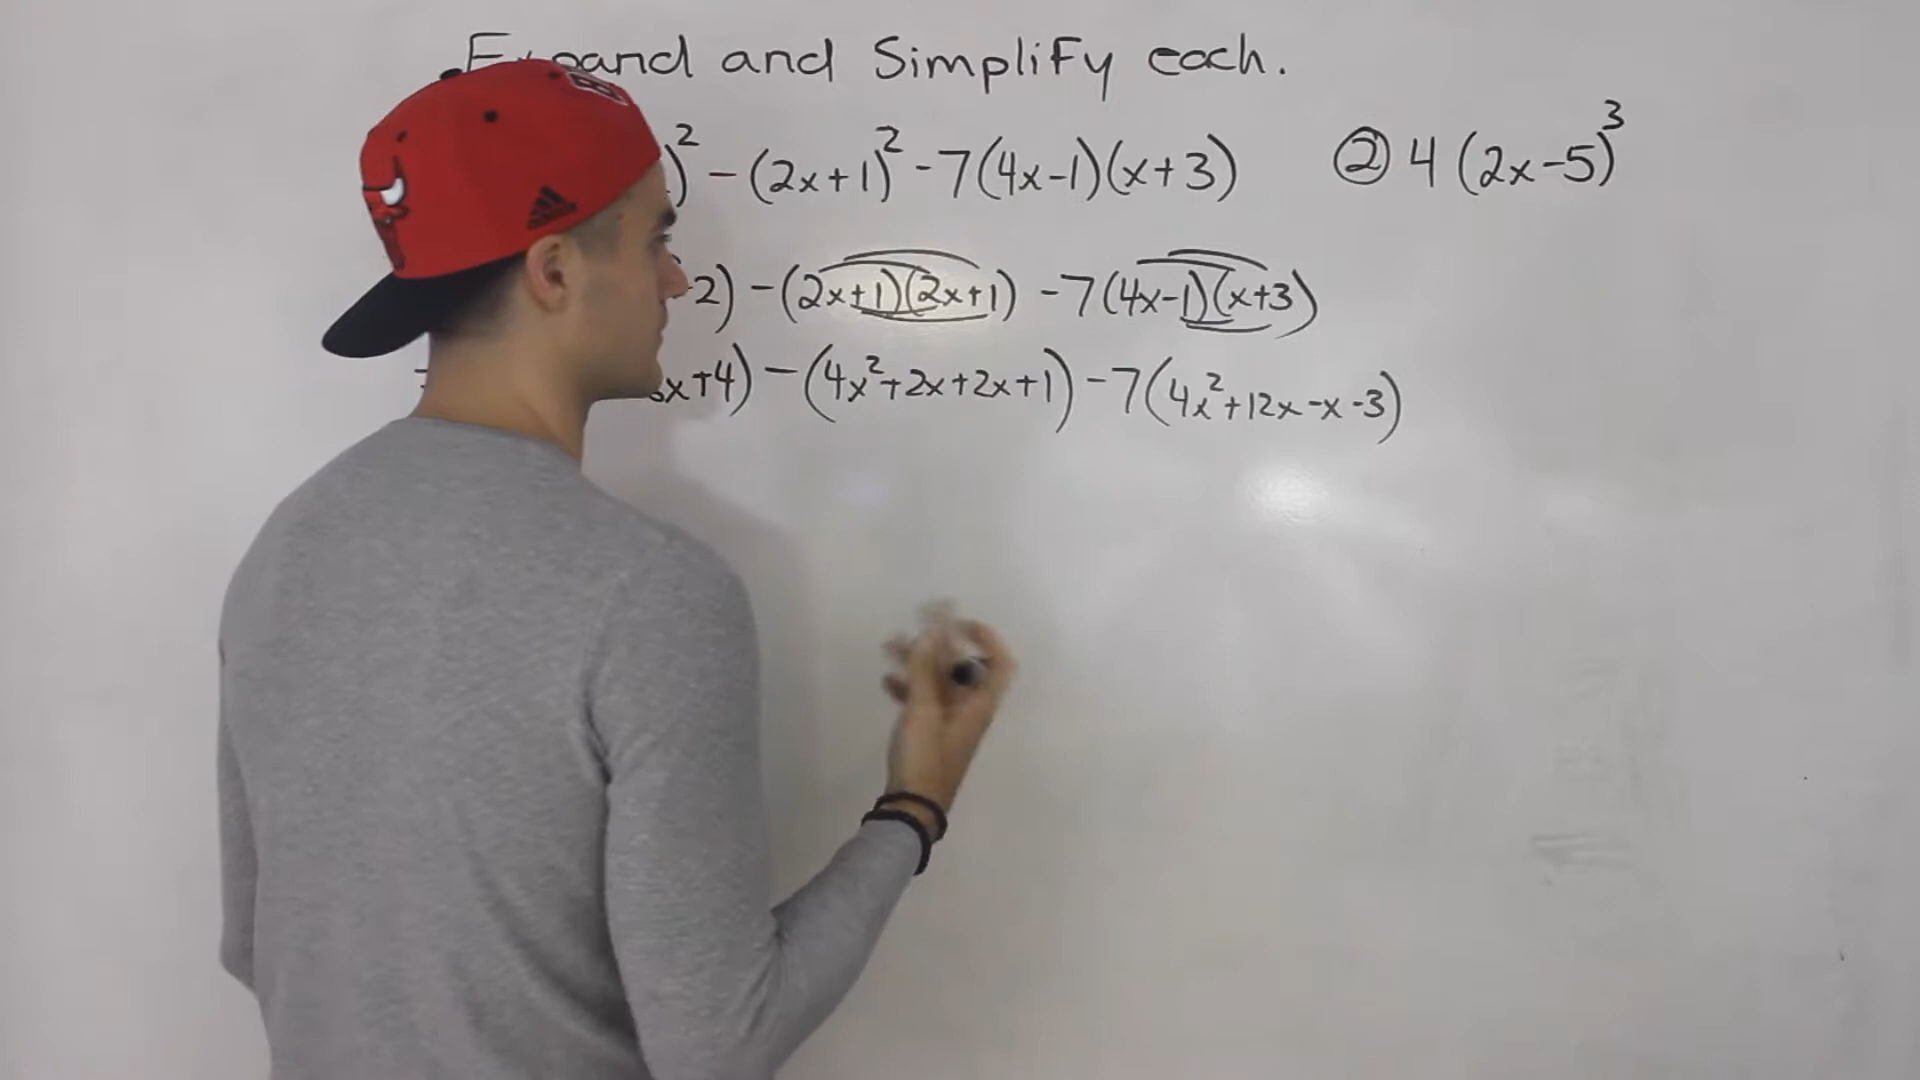 and Simplify each.
)² - (2x+1)² - 7(4x-1)(x+3) ② 4(2x-5)³
2) - (2x+1)(2x+1) - 7(4x-1)(x+3)
x+4) - (4x²+2x+2x+1) - 7(4x²+12x-x-3)